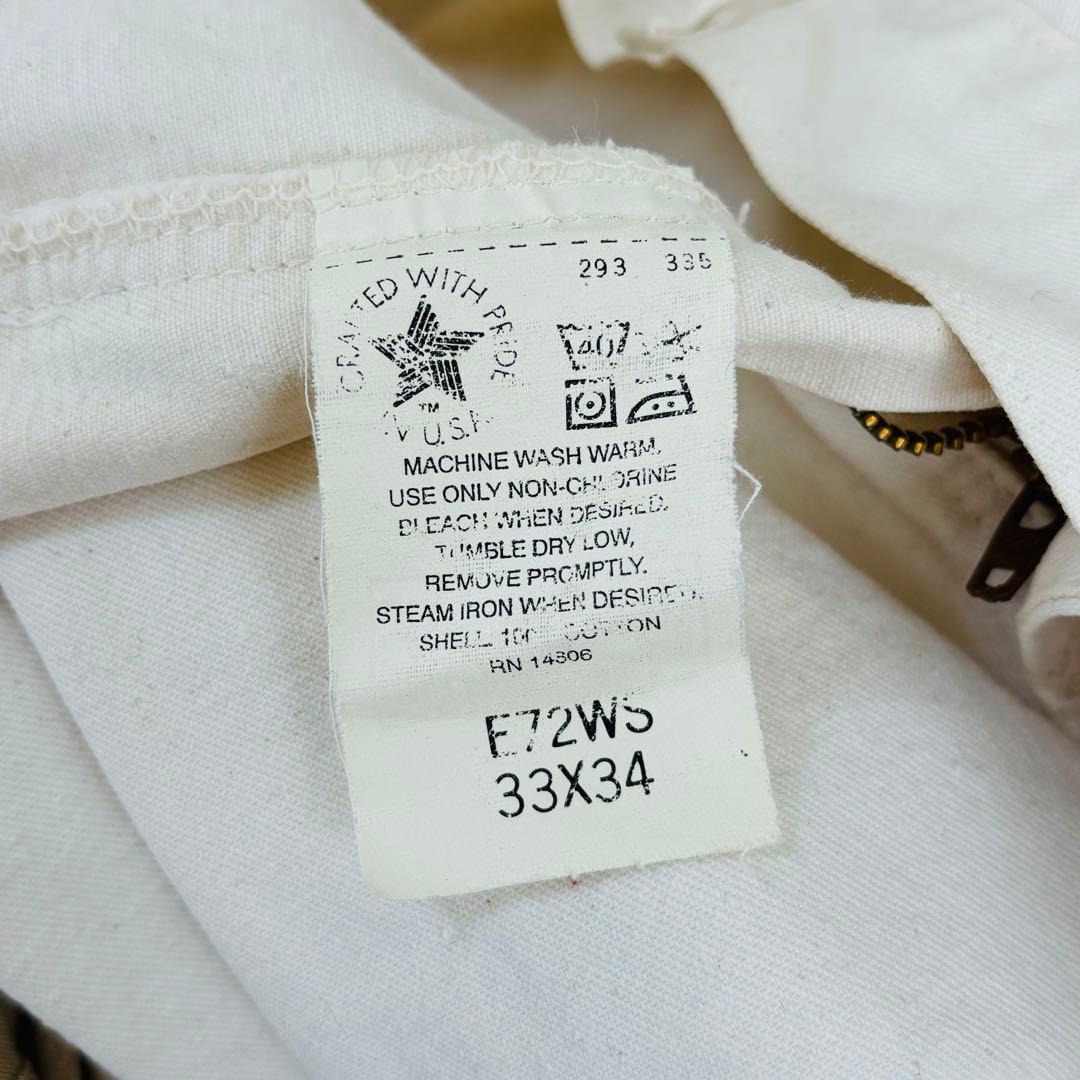 293 335
CRAFTED WITH PRIDE
™
U.S.A
40
MACHINE WASH WARM,
USE ONLY NON-CHLORINE
BLEACH WHEN DESIRED.
TUMBLE DRY LOW,
REMOVE PROMPTLY.
STEAM IRON WHEN DESIRED.
SHELL: 100% COTTON
RN 14806
E72WS
33X34